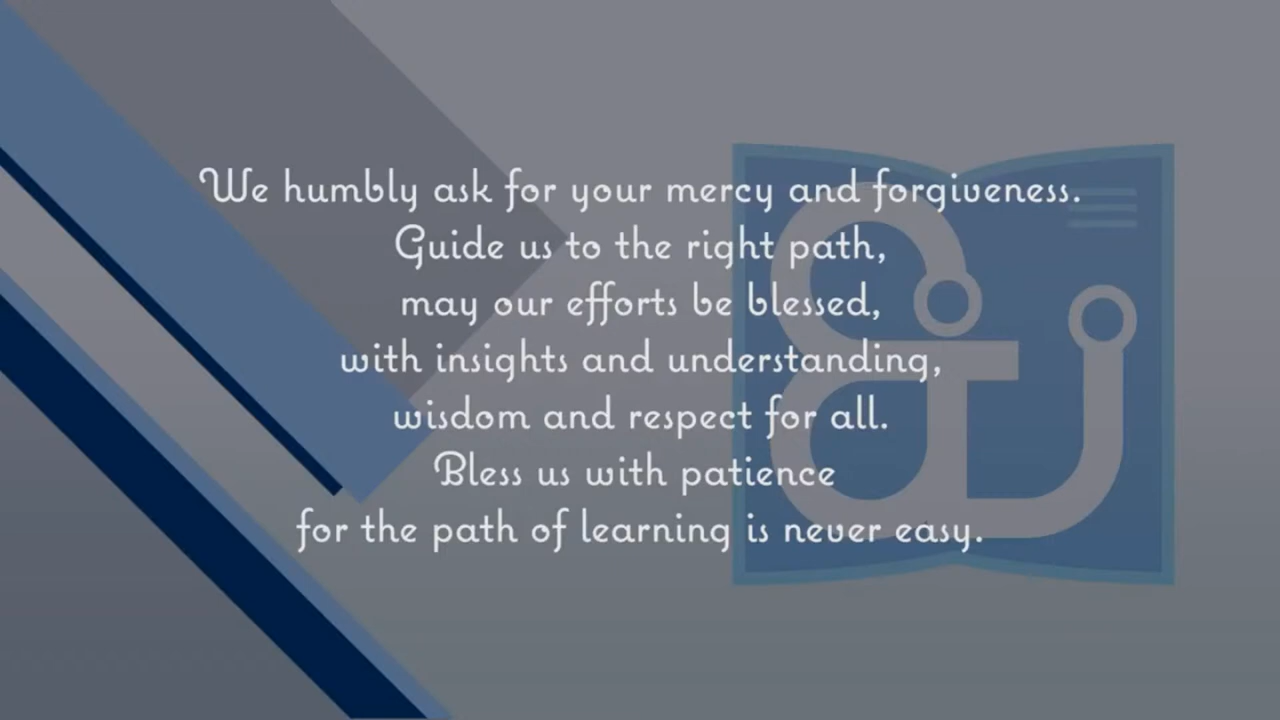 We humbly ask for your mercy and forgiveness.
Guide us to the right path,
may our efforts be blessed,
with insights and understanding,
wisdom and respect for all.
Bless us with patience
for the path of learning is never easy.